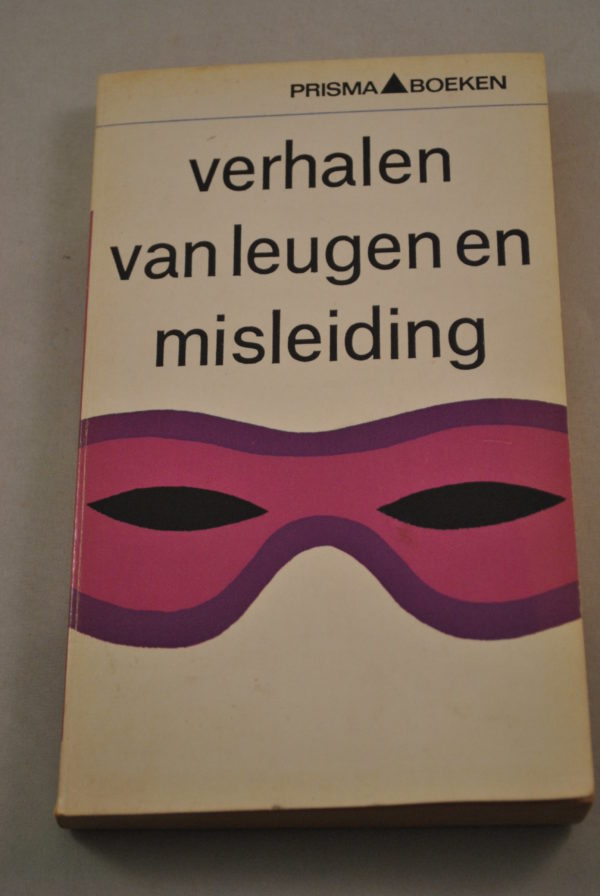 PRISMA BOEKEN
verhalen
van leugen en
misleiding